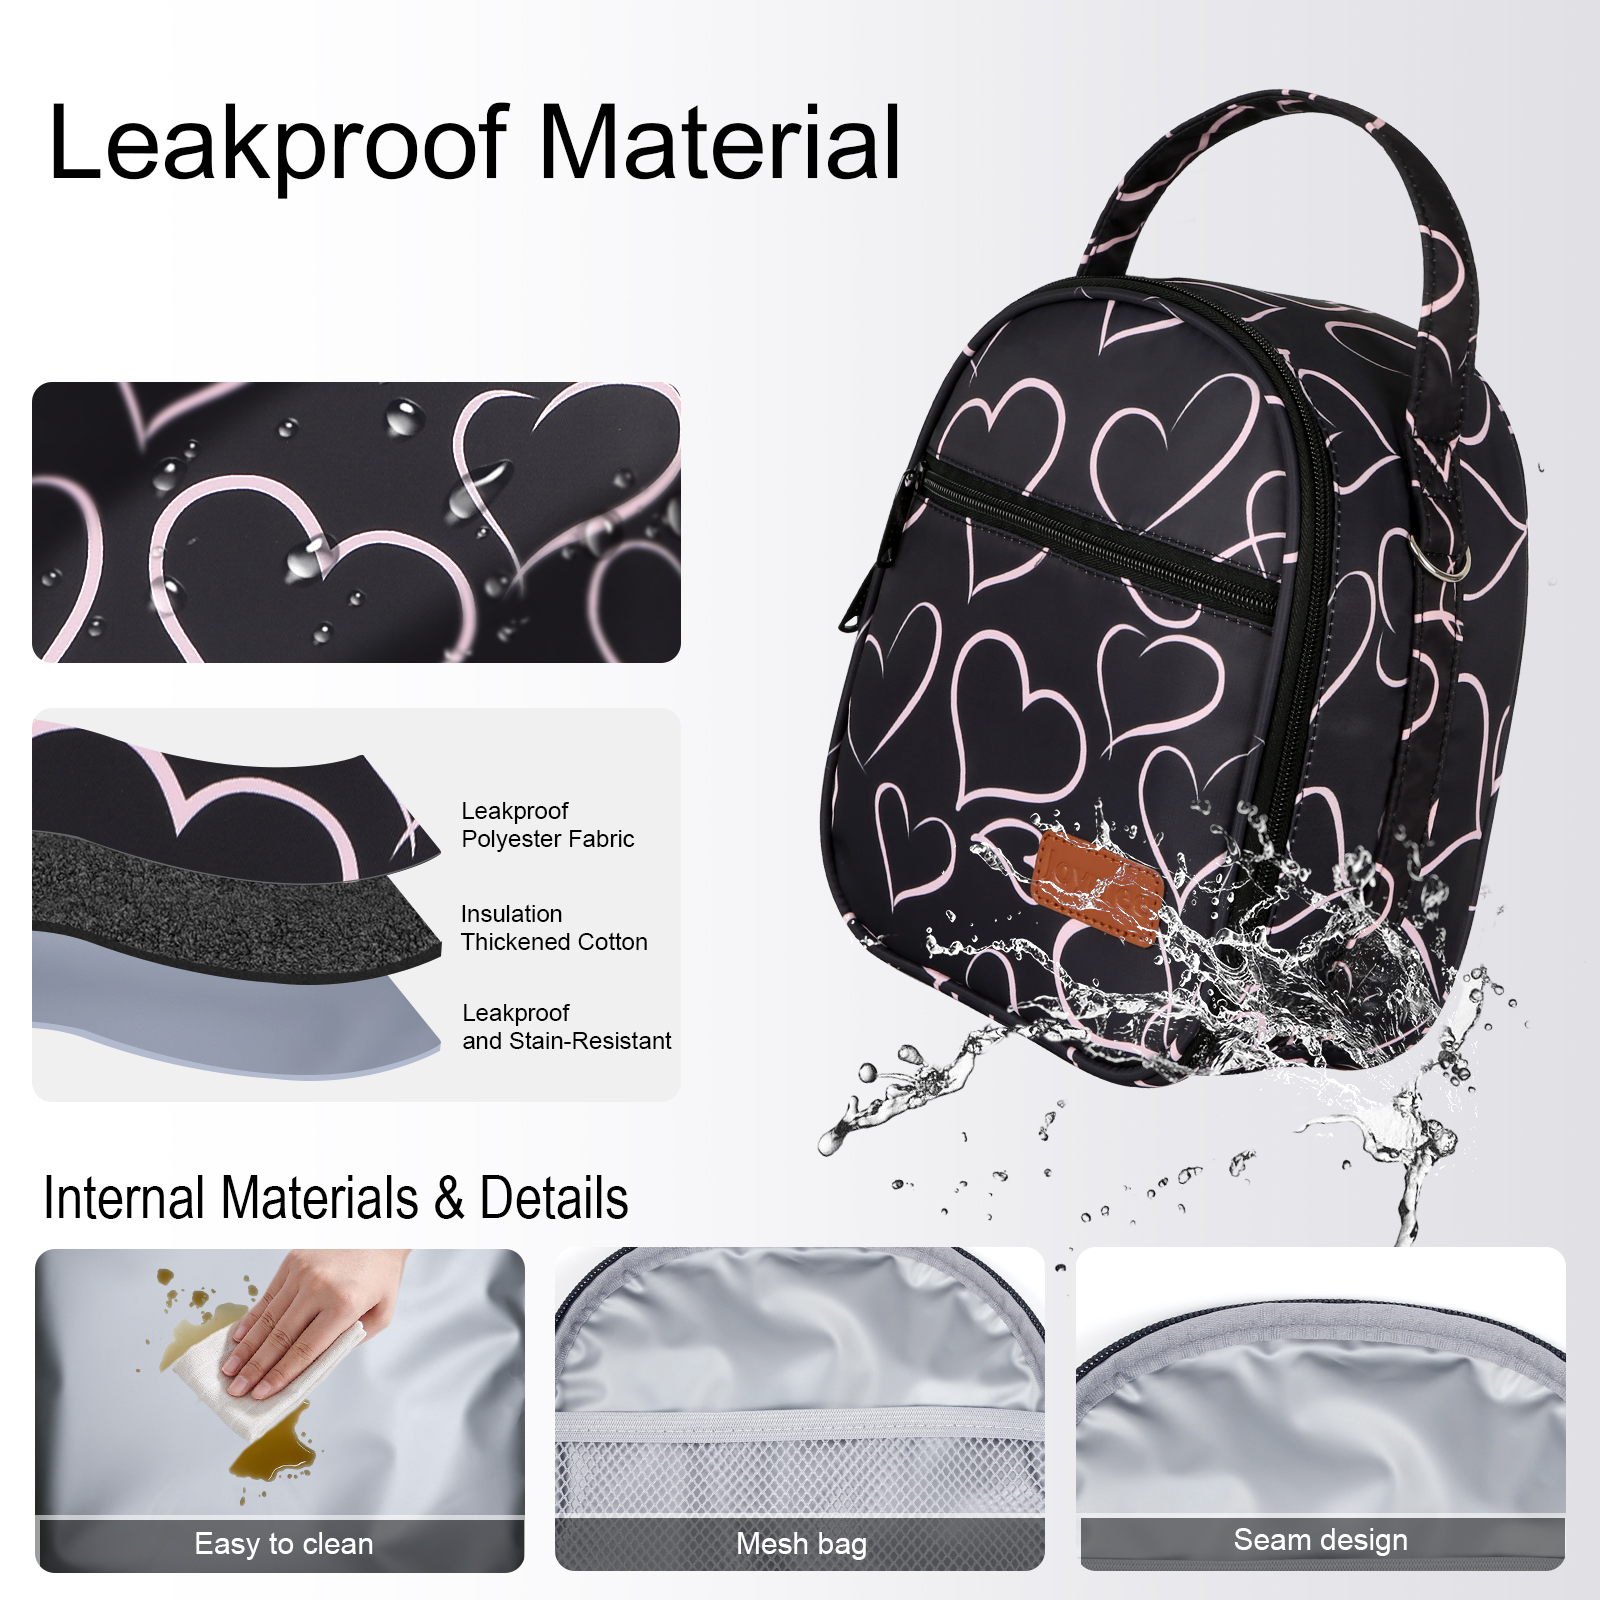 Leakproof Material
Leakproof
Polyester Fabric
Insulation
Thickened Cotton
Leakproof
and Stain-Resistant
Internal Materials & Details
Easy to clean
Mesh bag
Seam design